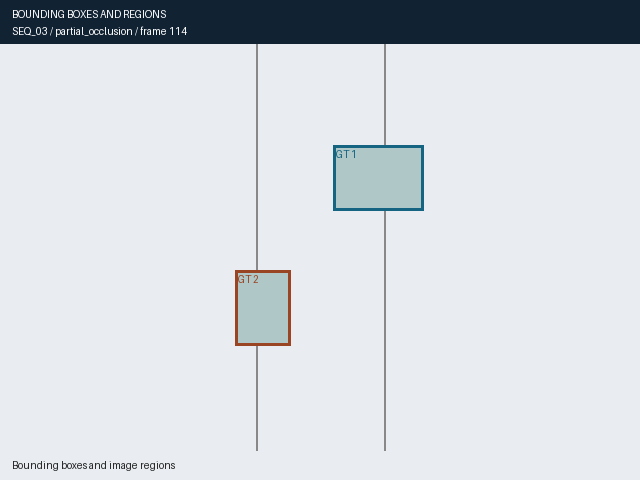 BOUNDING BOXES AND REGIONS
SEQ_03 / partial_occlusion / frame 114
GT1
GT2
Bounding boxes and image regions